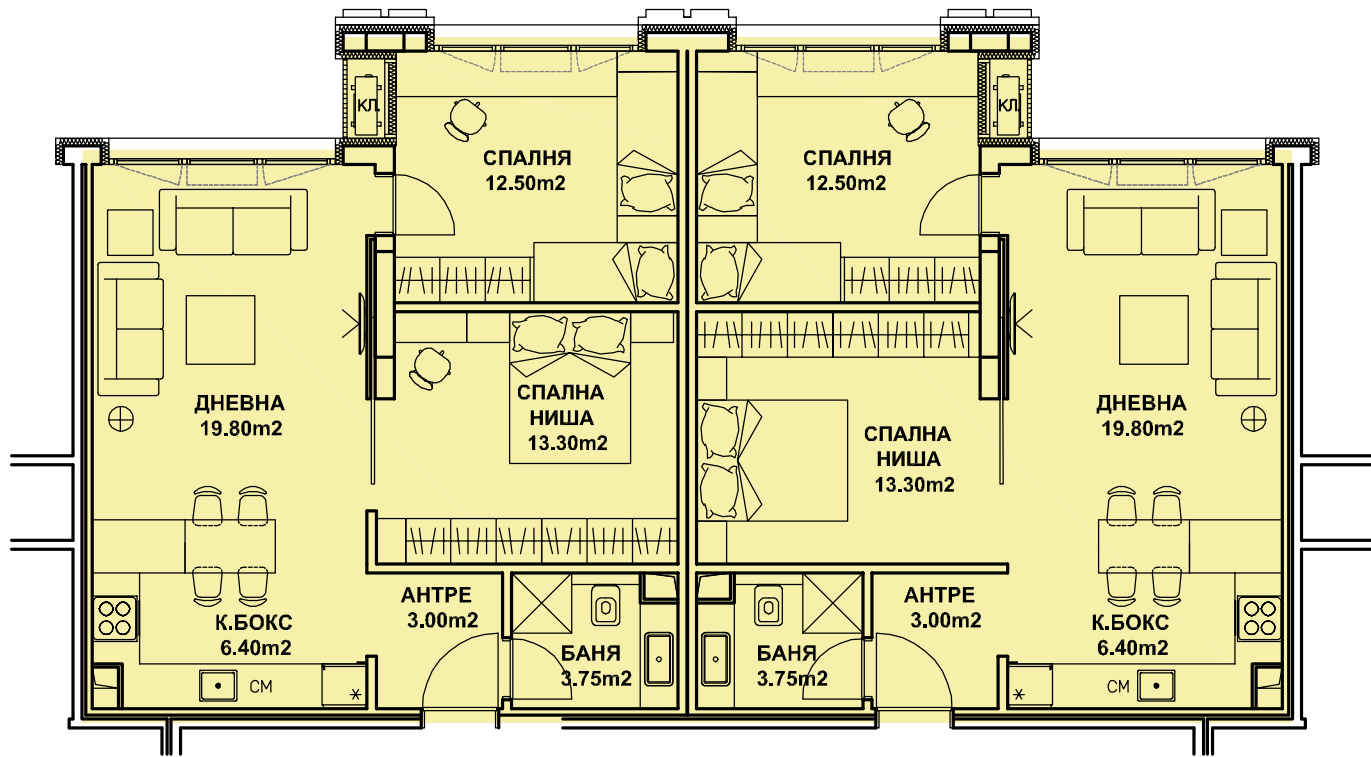 КЛ.
КЛ.
СПАЛНЯ
12.50m2
СПАЛНЯ
12.50m2
ДНЕВНА
19.80m2
СПАЛНА
НИША
13.30m2
СПАЛНА
НИША
13.30m2
ДНЕВНА
19.80m2
АНТРЕ
3.00m2
АНТРЕ
3.00m2
К.БОКС
6.40m2
БАНЯ
3.75m2
БАНЯ
3.75m2
К.БОКС
6.40m2
СМ
*
*
СМ